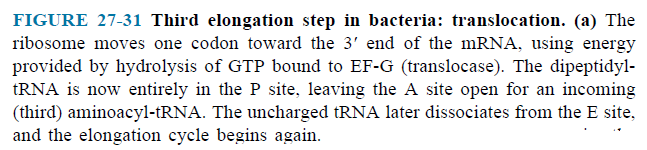 FIGURE 27-31 Third elongation step in bacteria: translocation. (a) The
ribosome moves one codon toward the 3′ end of the mRNA, using energy
provided by hydrolysis of GTP bound to EF-G (translocase). The dipeptidyl-
tRNA is now entirely in the P site, leaving the A site open for an incoming
(third) aminoacyl-tRNA. The uncharged tRNA later dissociates from the E site,
and the elongation cycle begins again.